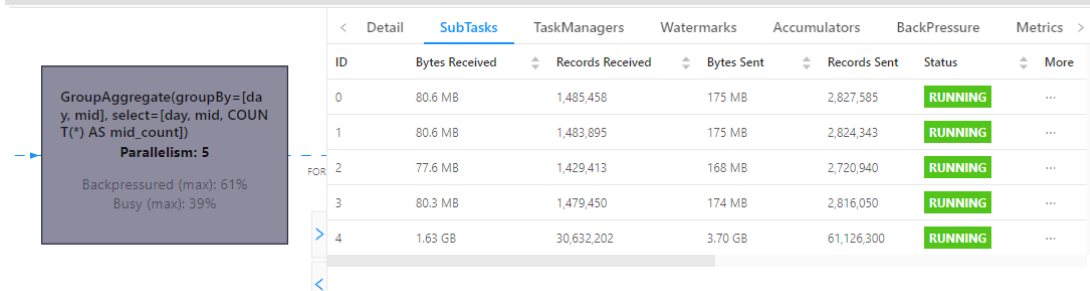 Detail SubTasks TaskManagers Watermarks Accumulators BackPressure Metrics
ID Bytes Received Records Received Bytes Sent Records Sent Status More
GroupAggregate(groupBy=[da
y, mid], select=[day, mid, COUN
T(*) AS mid_count])
Parallelism: 5
Backpressured (max): 61%
Busy (max): 39%
FOR
0 80.6 MB 1,485,458 175 MB 2,827,585 RUNNING ...
1 80.6 MB 1,483,895 175 MB 2,824,343 RUNNING ...
2 77.6 MB 1,429,413 168 MB 2,720,940 RUNNING ...
3 80.3 MB 1,479,450 174 MB 2,816,050 RUNNING ...
4 1.63 GB 30,632,202 3.70 GB 61,126,300 RUNNING ...